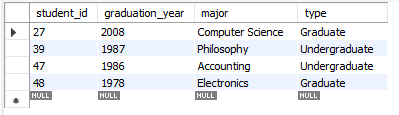 student_id graduation_year major type
27 2008 Computer Science Graduate
39 1987 Philosophy Undergraduate
47 1986 Accounting Undergraduate
48 1978 Electronics Graduate
NULL NULL NULL NULL